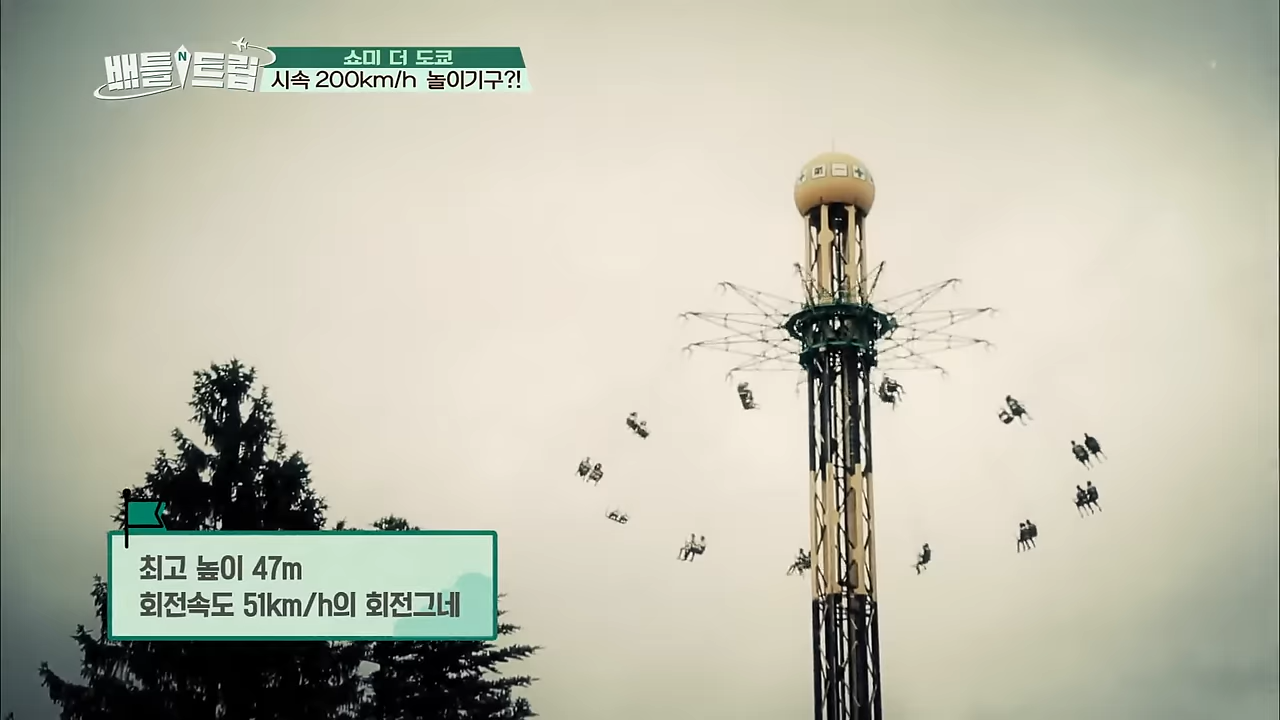 배틀트립
N
쇼미 더 도쿄
시속 200km/h 놀이기구?!
최고 높이 47m
회전속도 51km/h의 회전그네